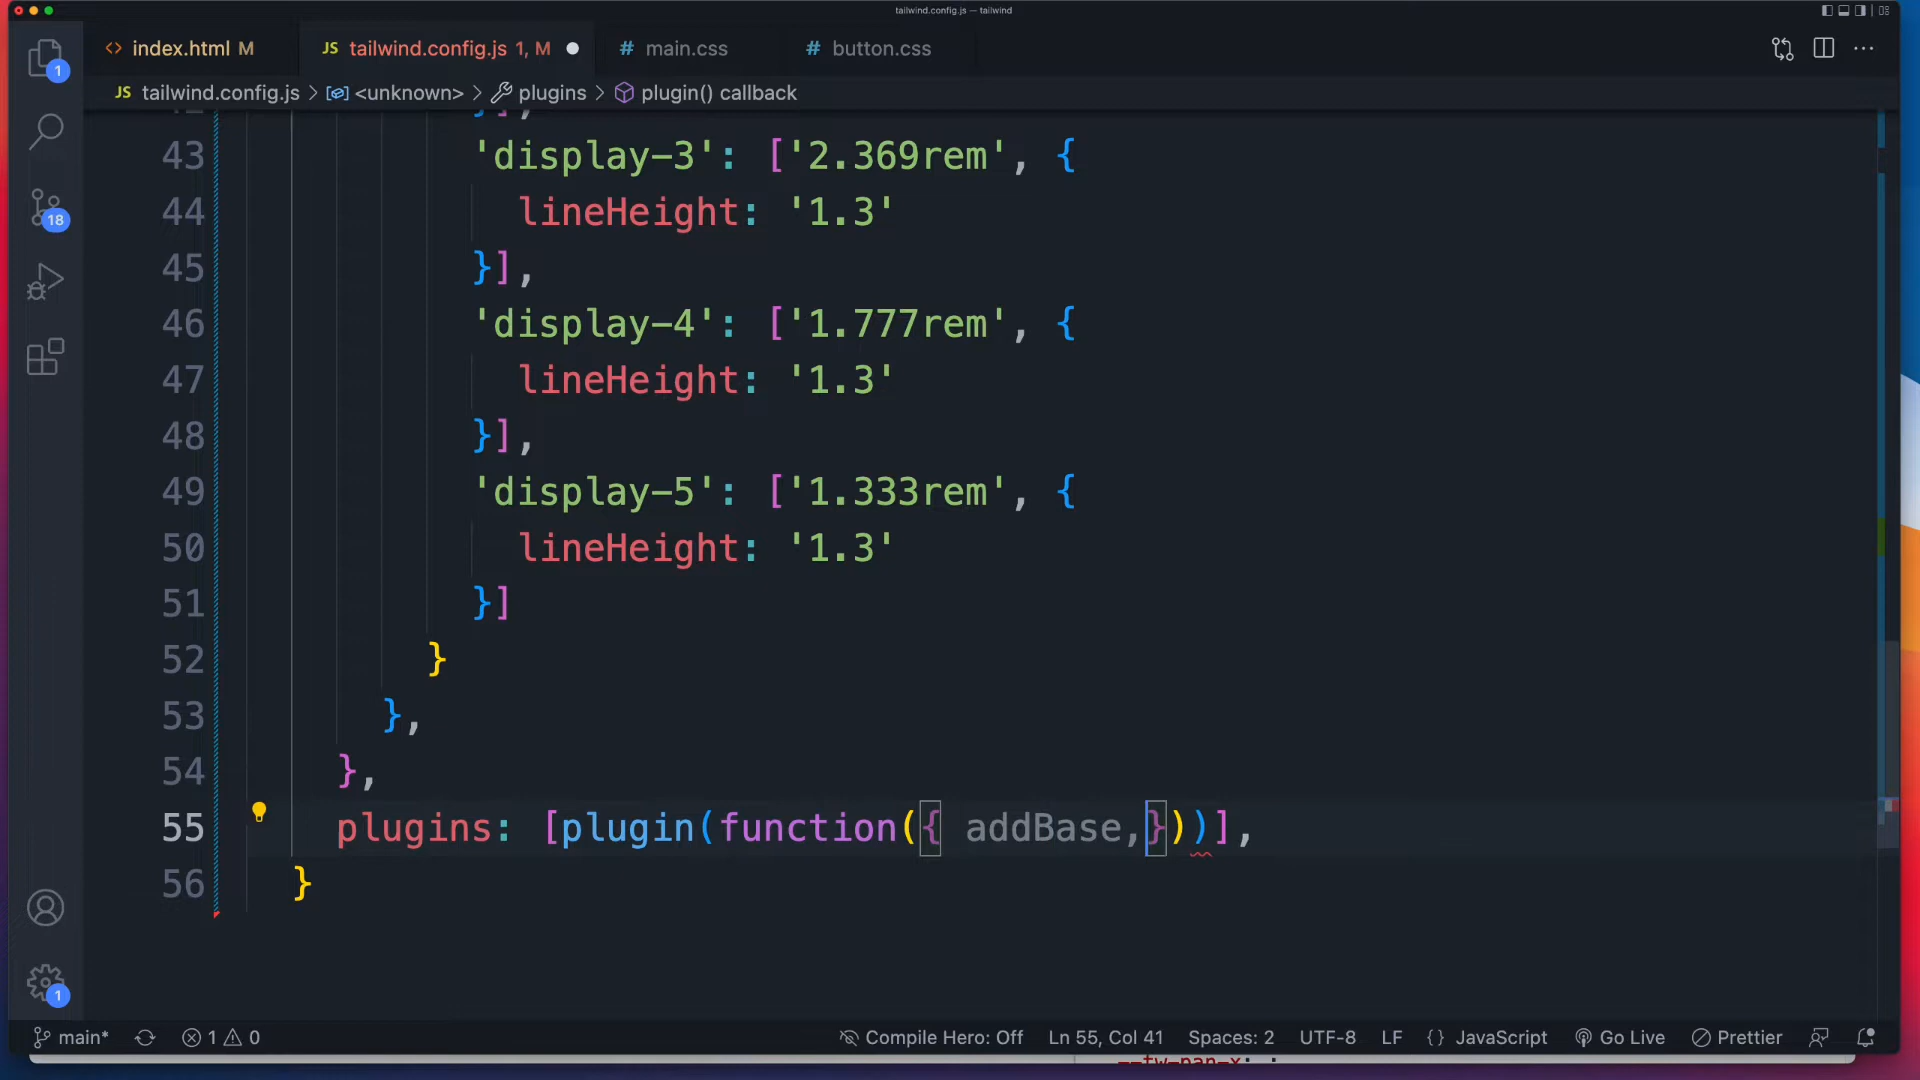 tailwind.config.js — tailwind
<> index.html M
JS tailwind.config.js 1, M
# main.css
# button.css
JS tailwind.config.js > <unknown> > plugins > plugin() callback
43 'display-3': ['2.369rem', {
44 lineHeight: '1.3'
45 }],
46 'display-4': ['1.777rem', {
47 lineHeight: '1.3'
48 }],
49 'display-5': ['1.333rem', {
50 lineHeight: '1.3'
51 }]
52 }
53 },
54 },
55 plugins: [plugin(function({ addBase,}))],
56 }
1
18
1
main* 1 0
Compile Hero: Off Ln 55, Col 41 Spaces: 2 UTF-8 LF {} JavaScript Go Live Prettier